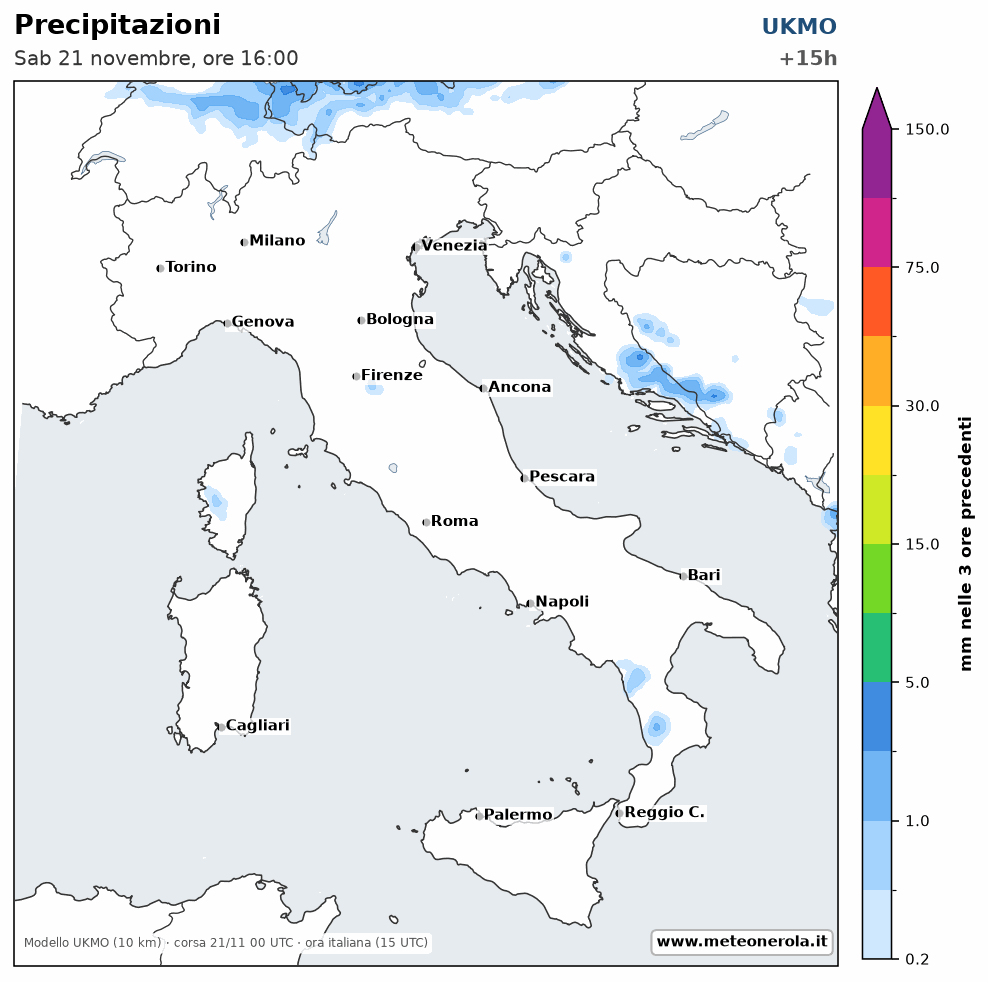 Precipitazioni
UKMO
Sab 21 novembre, ore 16:00
+15h
150.0
75.0
30.0
15.0
5.0
1.0
0.2
mm nelle 3 ore precedenti
Milano
Venezia
Torino
Genova
Bologna
Firenze
Ancona
Pescara
Roma
Bari
Napoli
Cagliari
Palermo
Reggio C.
Modello UKMO (10 km) · corsa 21/11 00 UTC · ora italiana (15 UTC)
www.meteonerola.it